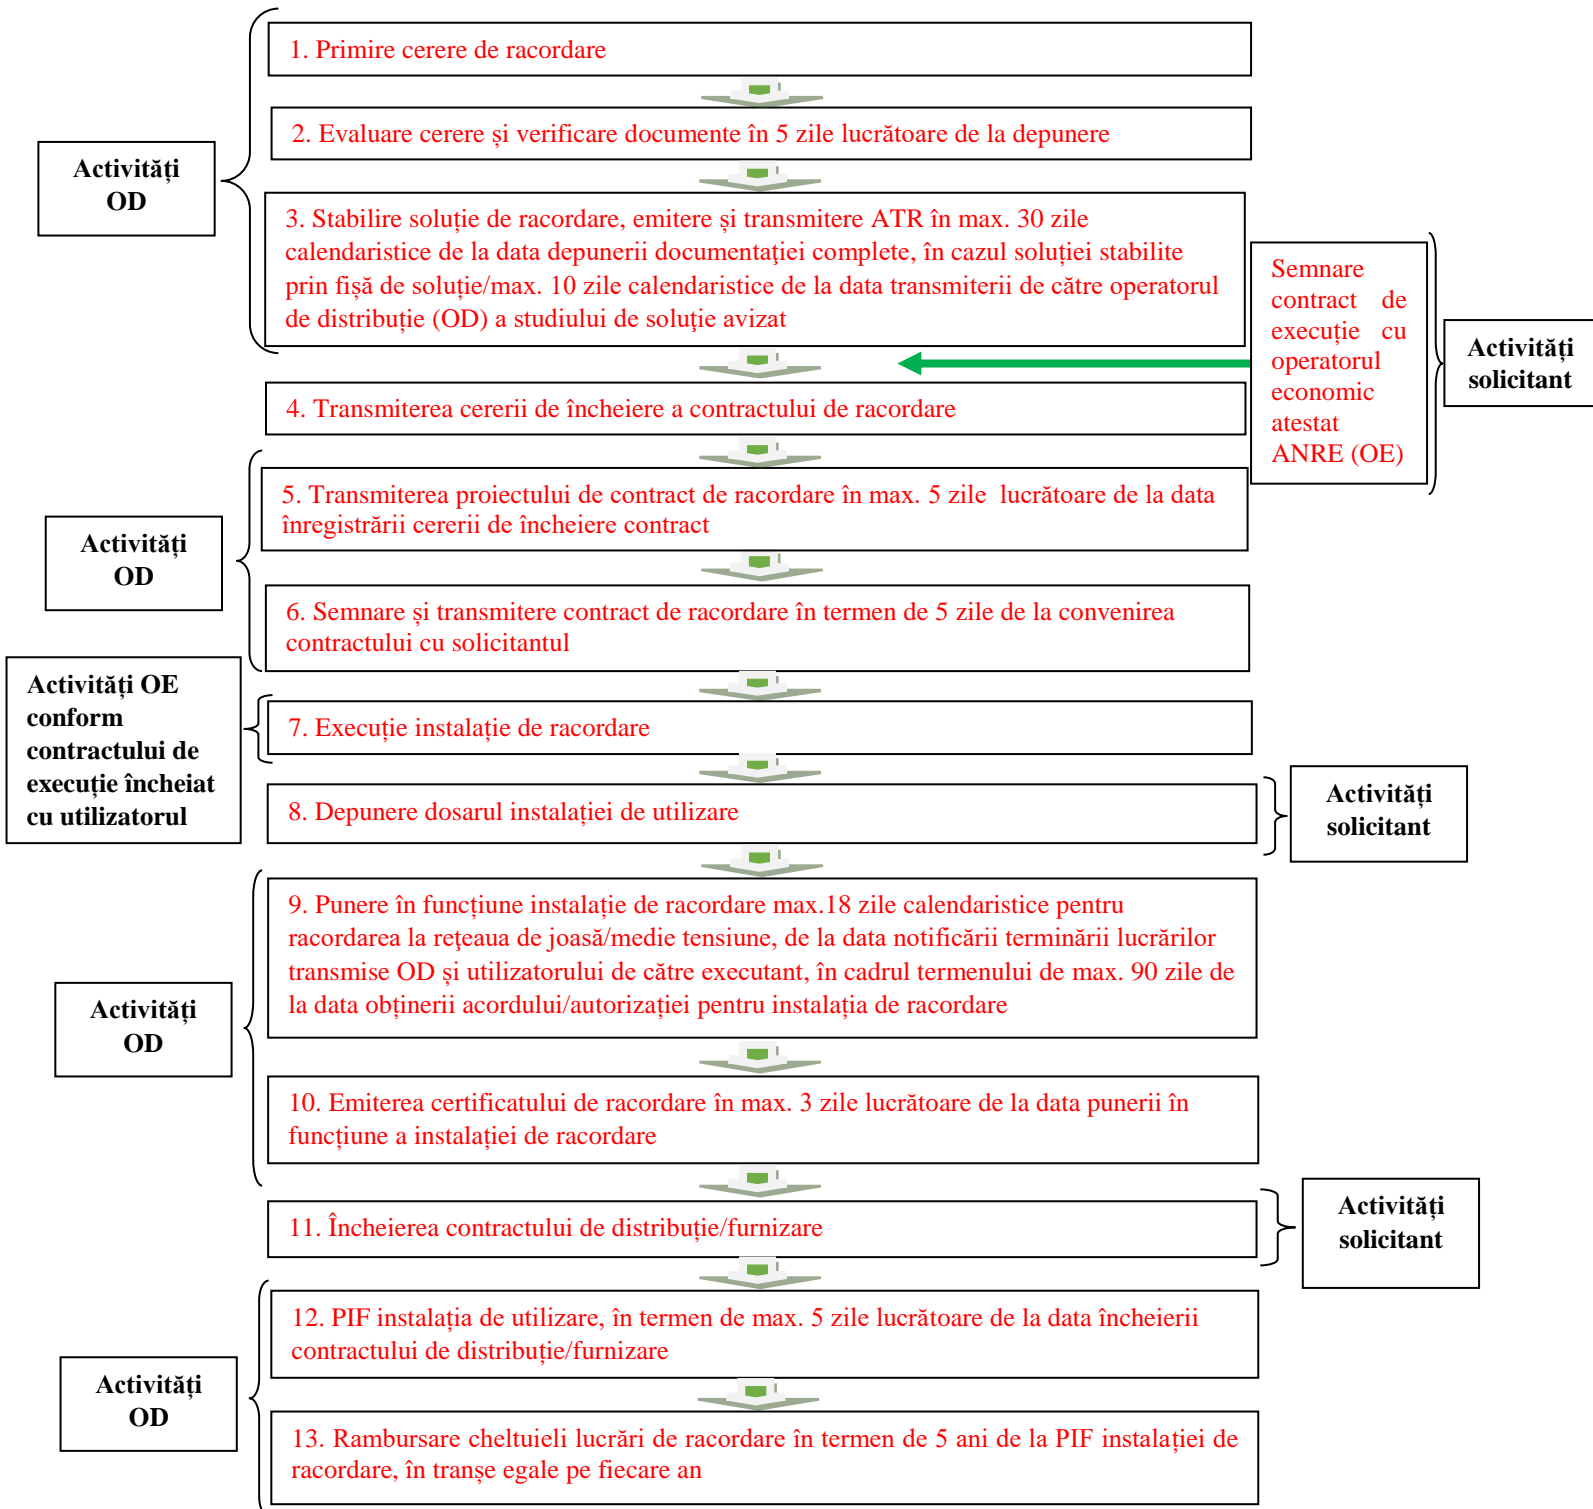 1. Primire cerere de racordare
2. Evaluare cerere și verificare documente în 5 zile lucrătoare de la depunere
Activități
OD
3. Stabilire soluție de racordare, emitere și transmitere ATR în max. 30 zile
calendaristice de la data depunerii documentaţiei complete, în cazul soluției stabilite
prin fișă de soluție/max. 10 zile calendaristice de la data transmiterii de către operatorul
de distribuție (OD) a studiului de soluţie avizat
Semnare
contract de
execuție cu
operatorul
economic
atestat
ANRE (OE)
Activități
solicitant
4. Transmiterea cererii de încheiere a contractului de racordare
5. Transmiterea proiectului de contract de racordare în max. 5 zile  lucrătoare de la data
înregistrării cererii de încheiere contract
Activități
OD
6. Semnare și transmitere contract de racordare în termen de 5 zile de la convenirea
contractului cu solicitantul
Activități OE
conform
contractului de
execuție încheiat
cu utilizatorul
7. Execuție instalație de racordare
8. Depunere dosarul instalației de utilizare
Activități
solicitant
9. Punere în funcțiune instalație de racordare max.18 zile calendaristice pentru
racordarea la reţeaua de joasă/medie tensiune, de la data notificării terminării lucrărilor
transmise OD și utilizatorului de către executant, în cadrul termenului de max. 90 zile de
la data obținerii acordului/autorizației pentru instalația de racordare
Activități
OD
10. Emiterea certificatului de racordare în max. 3 zile lucrătoare de la data punerii în
funcțiune a instalației de racordare
11. Încheierea contractului de distribuție/furnizare
Activități
solicitant
12. PIF instalația de utilizare, în termen de max. 5 zile lucrătoare de la data încheierii
contractului de distribuție/furnizare
Activități
OD
13. Rambursare cheltuieli lucrări de racordare în termen de 5 ani de la PIF instalației de
racordare, în tranșe egale pe fiecare an